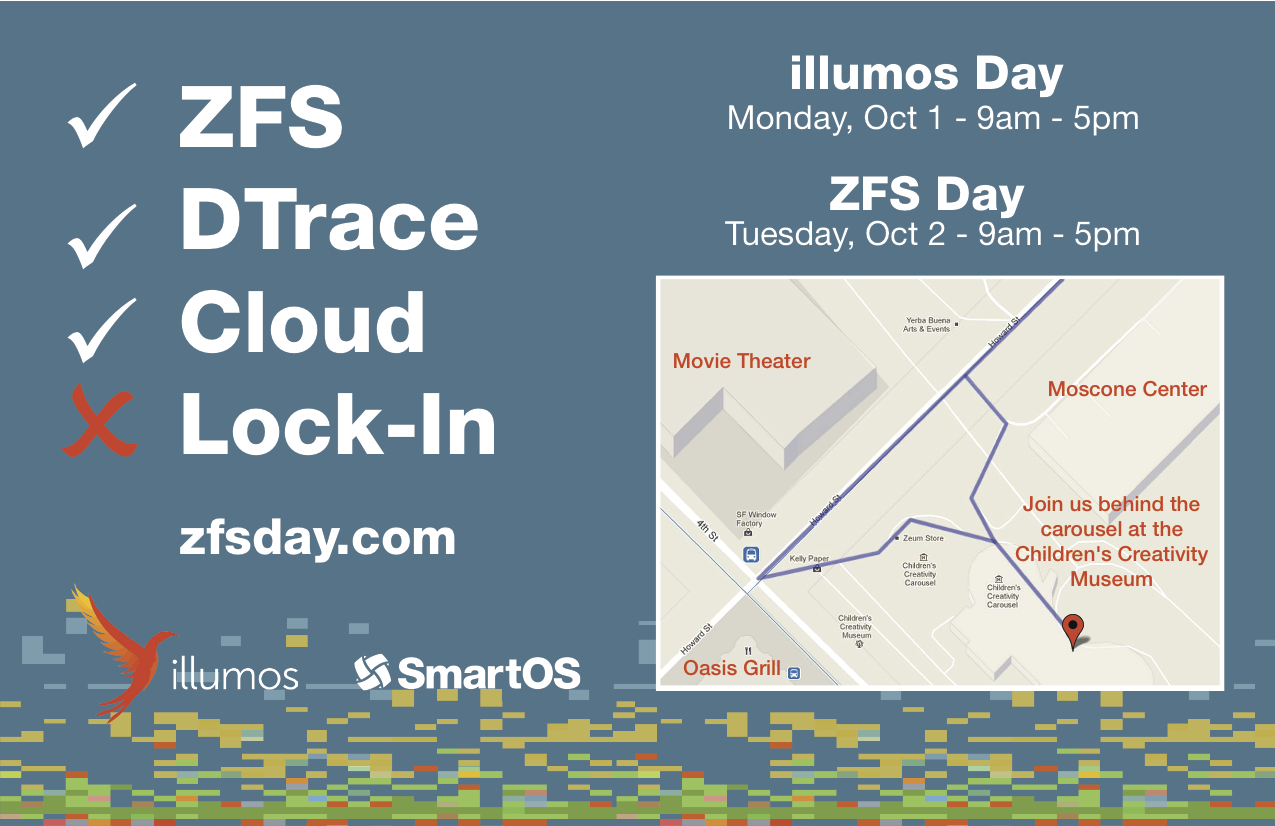 ZFS
DTrace
Cloud
Lock-In
zfsday.com
illumos
SmartOS
illumos Day
Monday, Oct 1 - 9am - 5pm
ZFS Day
Tuesday, Oct 2 - 9am - 5pm
Yerba Buena
Arts & Events
Howard St
Movie Theater
Moscone Center
Howard St
Join us behind the
carousel at the
Children's Creativity
Museum
SF Window
Factory
4th St
Zeum Store
Kelly Paper
Children's
Creativity
Carousel
Children's
Creativity
Carousel
Children's
Creativity
Museum
Howard St
Oasis Grill